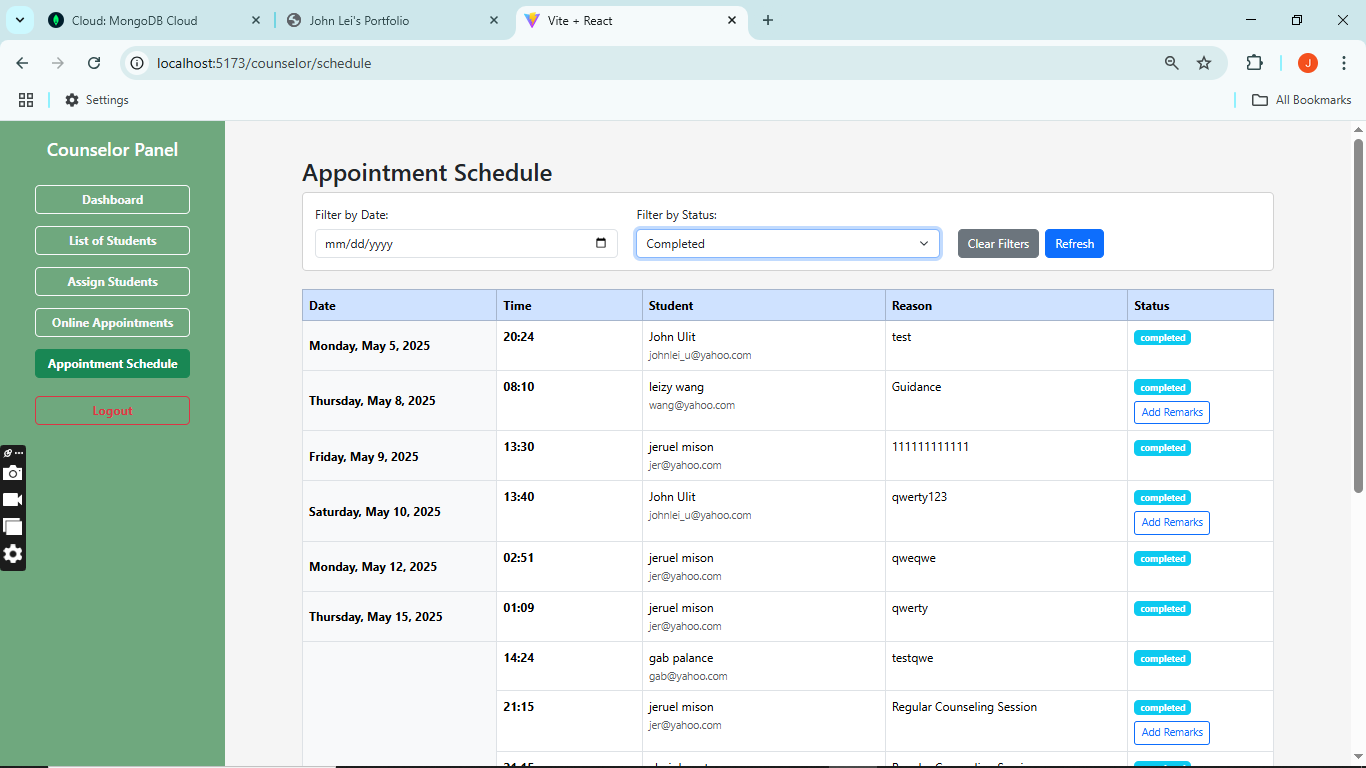 Cloud: MongoDB Cloud
John Lei's Portfolio
Vite + React
localhost:5173/counselor/schedule
J
Settings
All Bookmarks
Counselor Panel
Dashboard
List of Students
Assign Students
Online Appointments
Appointment Schedule
Logout
Appointment Schedule
Filter by Date:
Filter by Status:
mm/dd/yyyy
Completed
Clear Filters
Refresh
Date Time Student Reason Status
Monday, May 5, 2025 20:24 John Ulit test completed
johnlei_u@yahoo.com
Thursday, May 8, 2025 08:10 leizy wang Guidance completed
wang@yahoo.com Add Remarks
Friday, May 9, 2025 13:30 jeruel mison 111111111111 completed
jer@yahoo.com
Saturday, May 10, 2025 13:40 John Ulit qwerty123 completed
johnlei_u@yahoo.com Add Remarks
Monday, May 12, 2025 02:51 jeruel mison qweqwe completed
jer@yahoo.com
Thursday, May 15, 2025 01:09 jeruel mison qwerty completed
jer@yahoo.com
14:24 gab palance testqwe completed
gab@yahoo.com
21:15 jeruel mison Regular Counseling Session completed
jer@yahoo.com Add Remarks